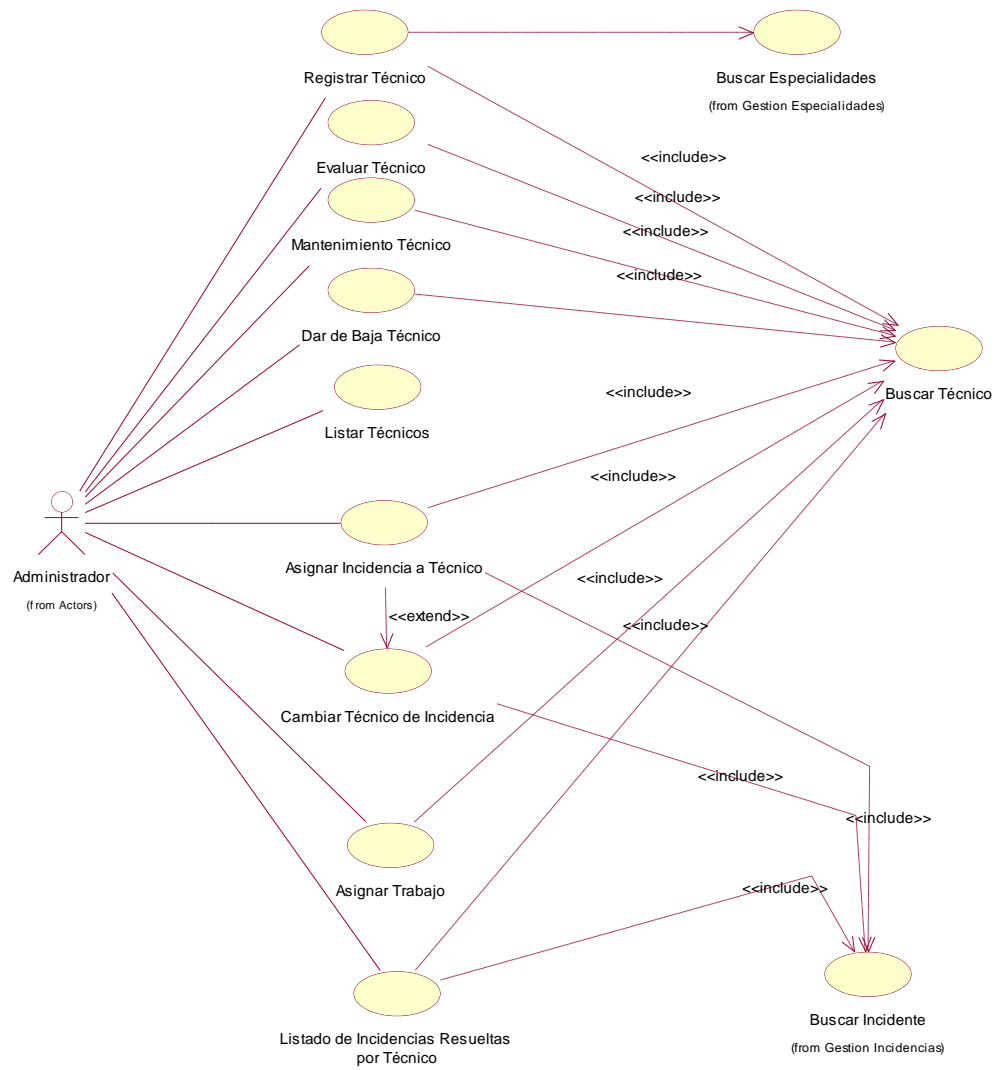 Registrar Técnico
Buscar Especialidades
(from Gestion Especialidades)
<<include>>
Evaluar Técnico
<<include>>
<<include>>
Mantenimiento Técnico
<<include>>
Dar de Baja Técnico
Buscar Técnico
<<include>>
Listar Técnicos
<<include>>
Asignar Incidencia a Técnico
Administrador
(from Actors)
<<include>>
<<extend>>
<<include>>
Cambiar Técnico de Incidencia
<<include>>
<<include>>
Asignar Trabajo
<<include>>
Buscar Incidente
(from Gestion Incidencias)
Listado de Incidencias Resueltas
por Técnico